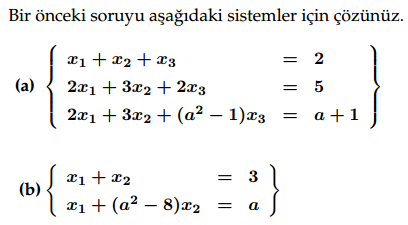 Bir önceki soruyu aşağıdaki sistemler için çözünüz.
(a) { x₁ + x₂ + x₃ = 2
2x₁ + 3x₂ + 2x₃ = 5
2x₁ + 3x₂ + (a² − 1)x₃ = a + 1 }
(b) { x₁ + x₂ = 3
x₁ + (a² − 8)x₂ = a }